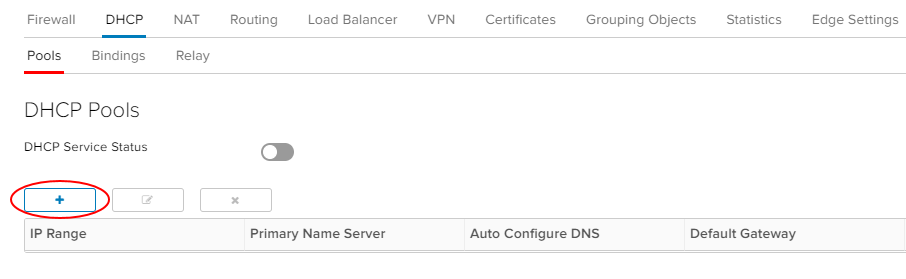 Firewall DHCP NAT Routing Load Balancer VPN Certificates Grouping Objects Statistics Edge Settings
Pools Bindings Relay
DHCP Pools
DHCP Service Status
IP Range Primary Name Server Auto Configure DNS Default Gateway